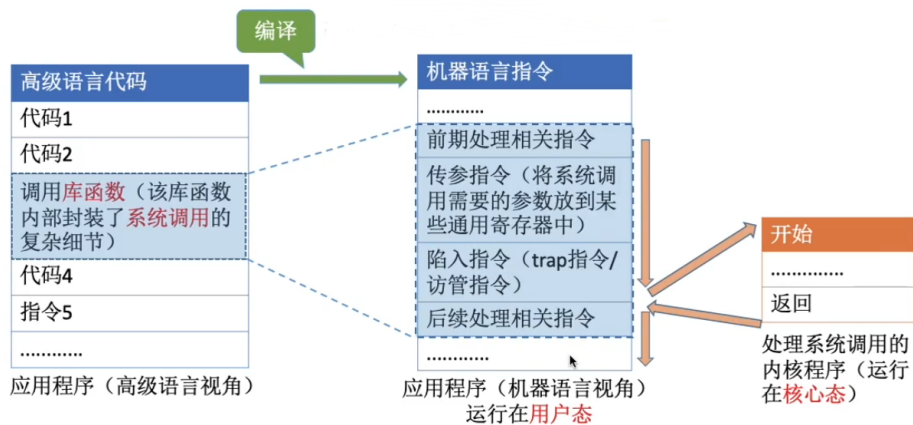 编译
高级语言代码
代码1
代码2
调用库函数（该库函数
内部封装了系统调用的
复杂细节）
代码4
指令5
............
应用程序（高级语言视角）
机器语言指令
............
前期处理相关指令
传参指令（将系统调
用需要的参数放到某
些通用寄存器中）
陷入指令（trap指令/
访管指令）
后续处理相关指令
............
应用程序（机器语言视角）
运行在用户态
开始
..............
返回
处理系统调用的
内核程序（运行
在核心态）